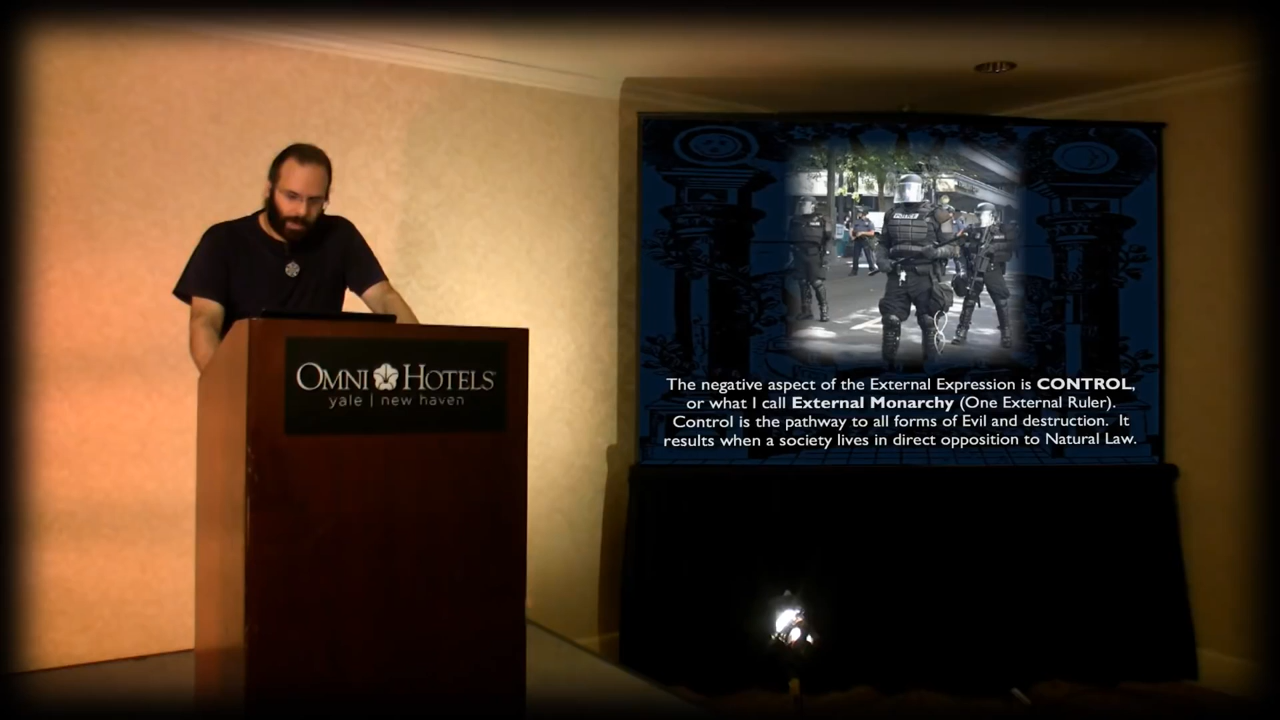 OMNI HOTELS
yale | new haven
POLICE
The negative aspect of the External Expression is CONTROL,
or what I call External Monarchy (One External Ruler).
Control is the pathway to all forms of Evil and destruction. It
results when a society lives in direct opposition to Natural Law.